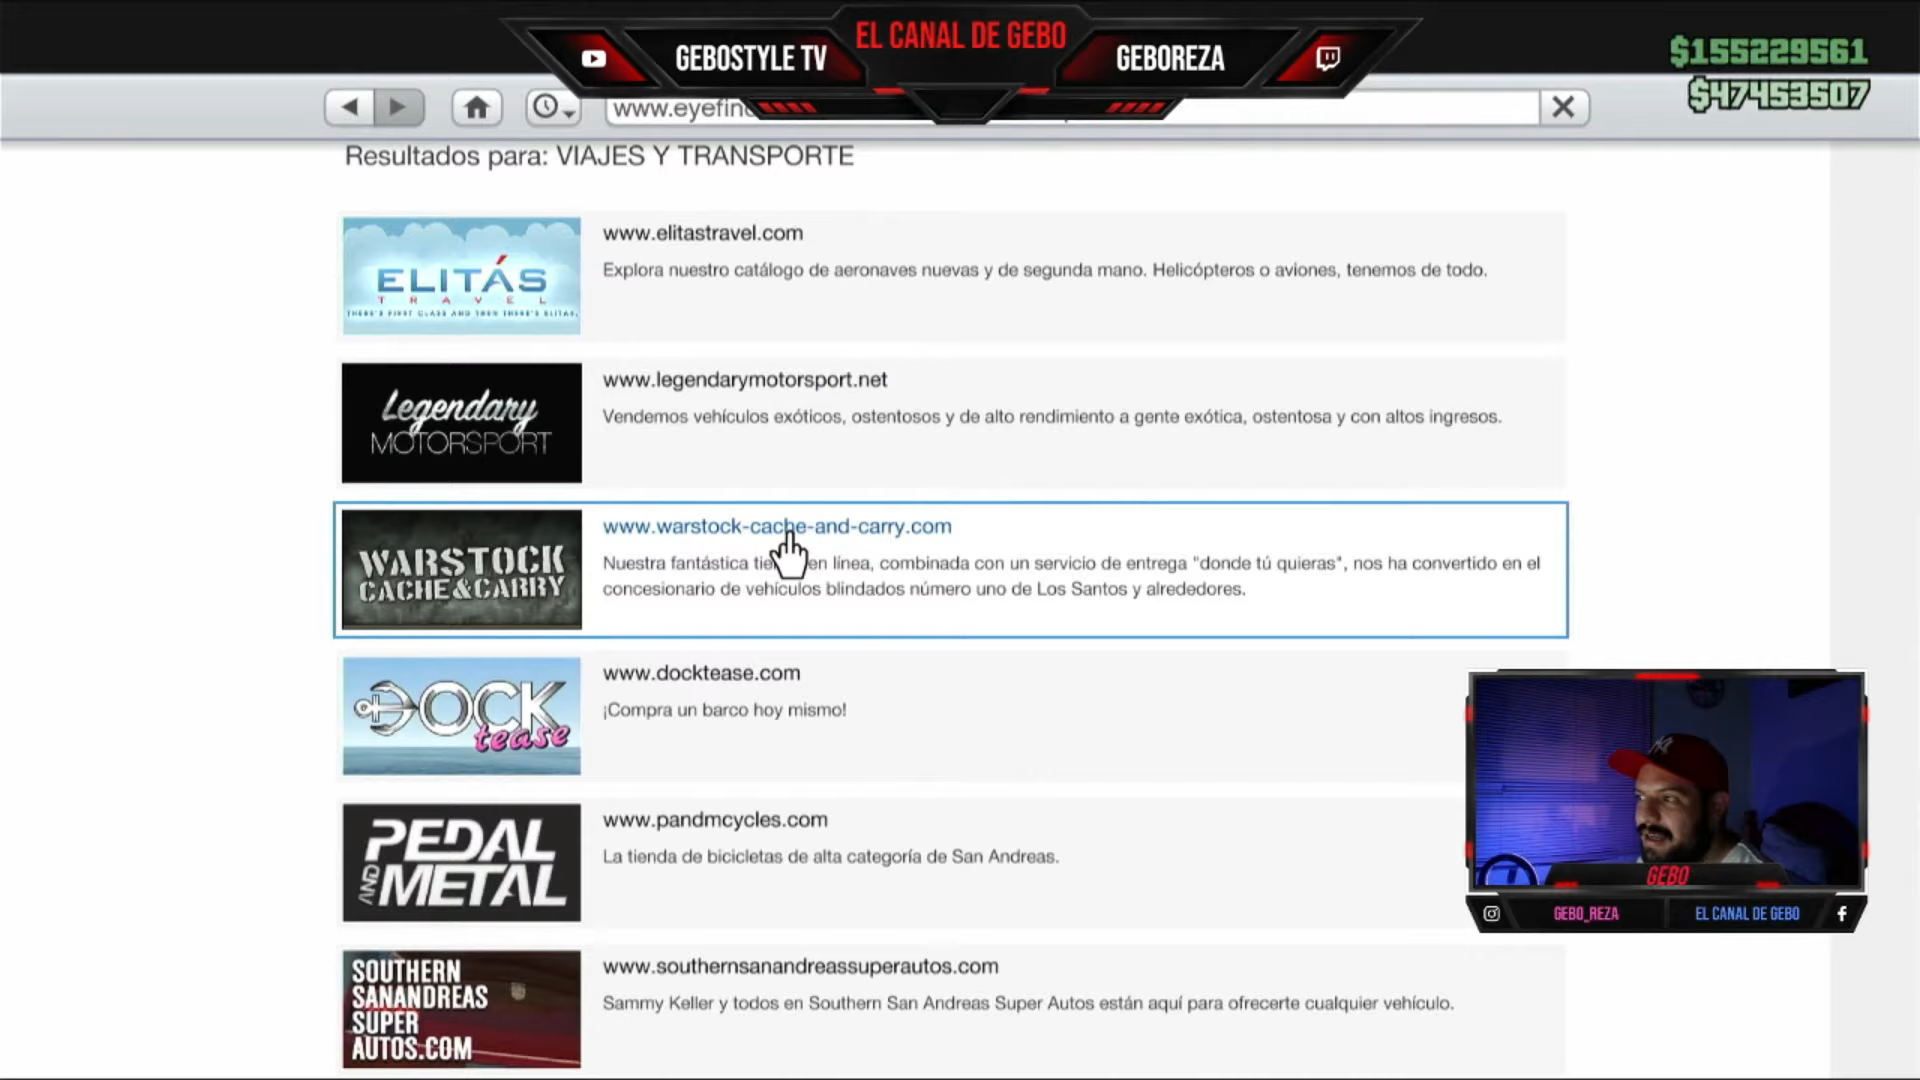 EL CANAL DE GEBO
GEBOSTYLE TV
GEBOREZA
$155229561
$47453507
www.eyefin
Resultados para: VIAJES Y TRANSPORTE
ELITÁS
TRAVEL
THERE'S FIRST CLASS AND THEN THERE'S ELITAS.
www.elitastravel.com
Explora nuestro catálogo de aeronaves nuevas y de segunda mano. Helicópteros o aviones, tenemos de todo.
Legendary
MOTORSPORT
www.legendarymotorsport.net
Vendemos vehículos exóticos, ostentosos y de alto rendimiento a gente exótica, ostentosa y con altos ingresos.
WARSTOCK
CACHE&CARRY
www.warstock-cache-and-carry.com
Nuestra fantástica tie en línea, combinada con un servicio de entrega "donde tú quieras", nos ha convertido en el
concesionario de vehículos blindados número uno de Los Santos y alrededores.
DOCK
tease
www.docktease.com
¡Compra un barco hoy mismo!
PEDAL
AND METAL
www.pandmcycles.com
La tienda de bicicletas de alta categoría de San Andreas.
SOUTHERN
SANANDREAS
SUPER
AUTOS.COM
www.southernsanandreassuperautos.com
Sammy Keller y todos en Southern San Andreas Super Autos están aquí para ofrecerte cualquier vehículo.
GEBO
GEBO_REZA
EL CANAL DE GEBO